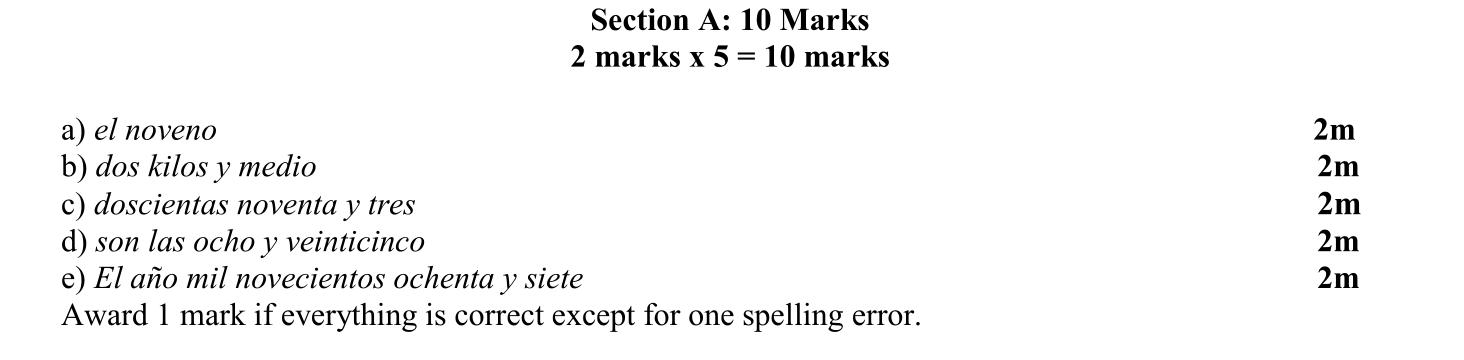 Section A: 10 Marks
2 marks x 5 = 10 marks
a) el noveno 2m
b) dos kilos y medio 2m
c) doscientas noventa y tres 2m
d) son las ocho y veinticinco 2m
e) El año mil novecientos ochenta y siete 2m
Award 1 mark if everything is correct except for one spelling error.